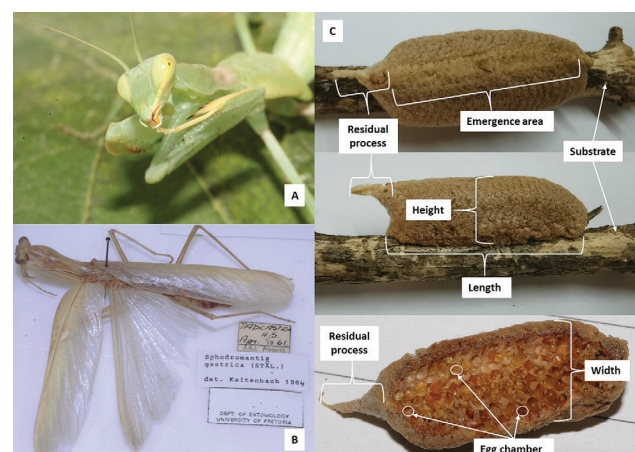 A
TADCASTER
N.S.
Sphodromantis
gastrica (STÅL.)
det. Kaltenbach 1984
DEPT. OF ENTOMOLOGY
UNIVERSITY OF PRETORIA
B
C
Residual
process
Emergence area
Substrate
Height
Length
Residual
process
Width
Egg chamber